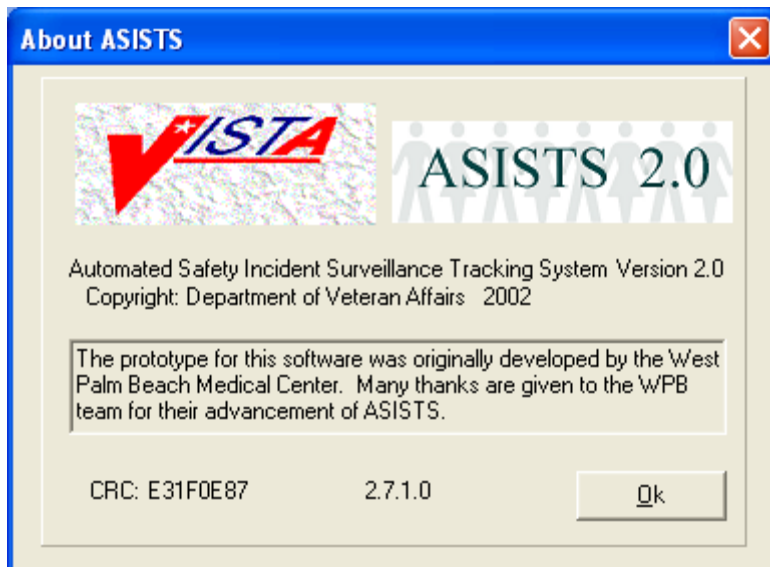 About ASISTS
VISTA
ASISTS 2.0
Automated Safety Incident Surveillance Tracking System Version 2.0
Copyright: Department of Veteran Affairs 2002
The prototype for this software was originally developed by the West
Palm Beach Medical Center. Many thanks are given to the WPB
team for their advancement of ASISTS.
CRC: E31F0E87 2.7.1.0 Ok